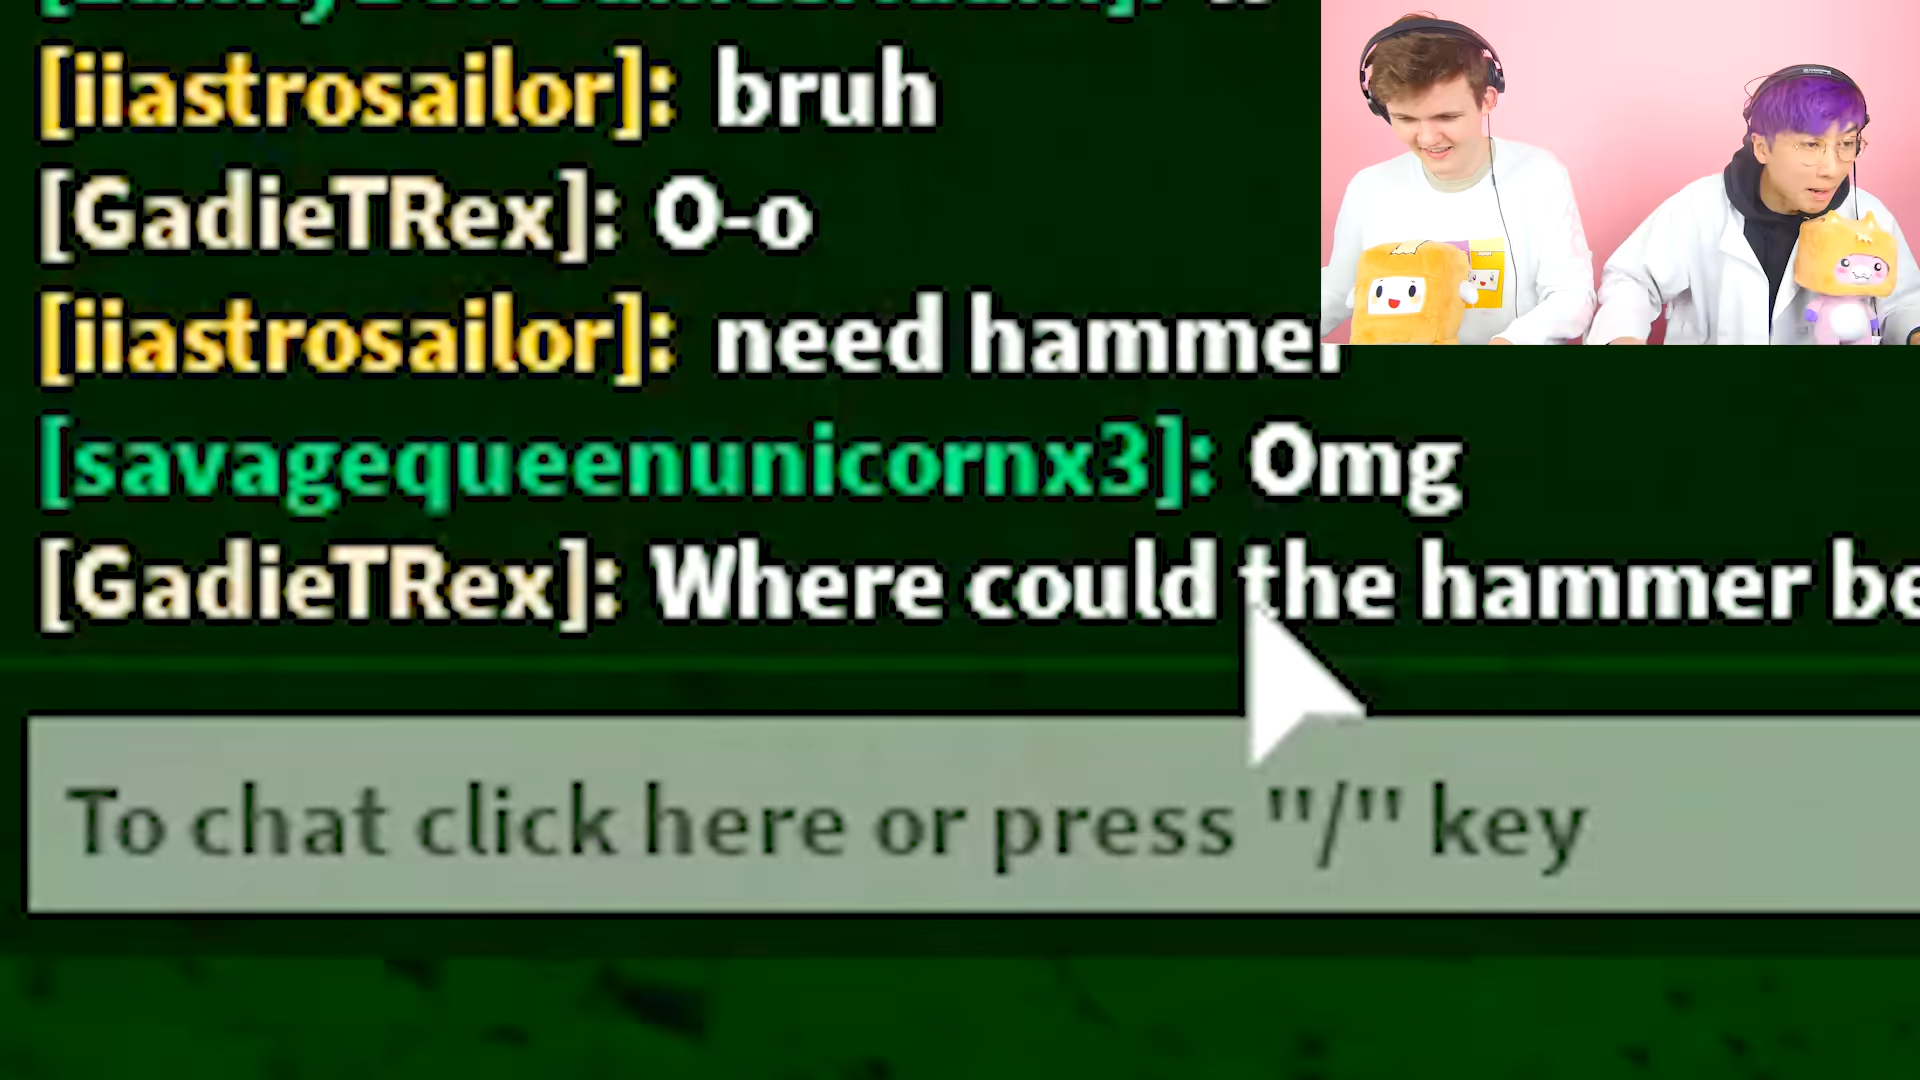 [iiastrosailor]: bruh
[GadieTRex]: O-o
[iiastrosailor]: need hammer
[savagequeenunicornx3]: Omg
[GadieTRex]: Where could the hammer be
To chat click here or press "/" key